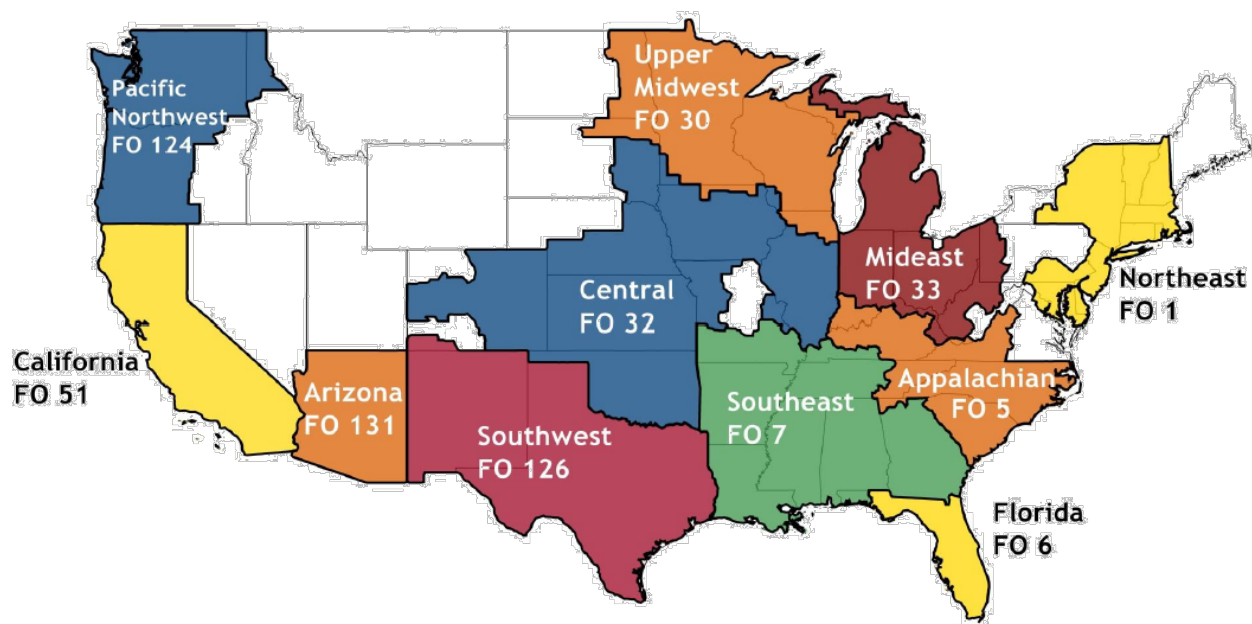 Pacific
Northwest
FO 124
Upper
Midwest
FO 30
Mideast
FO 33
Northeast
FO 1
Central
FO 32
California
FO 51
Arizona
FO 131
Appalachian
FO 5
Southwest
FO 126
Southeast
FO 7
Florida
FO 6